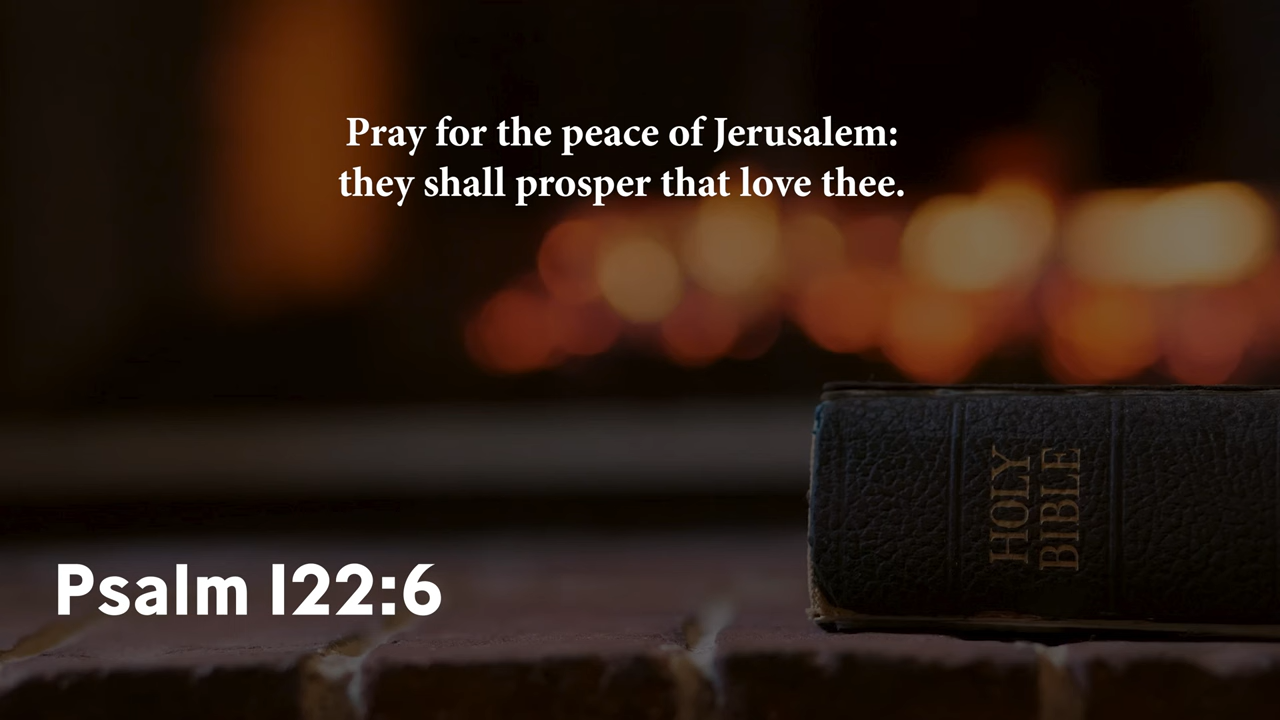 Pray for the peace of Jerusalem:
they shall prosper that love thee.
HOLY
BIBLE
Psalm 122:6